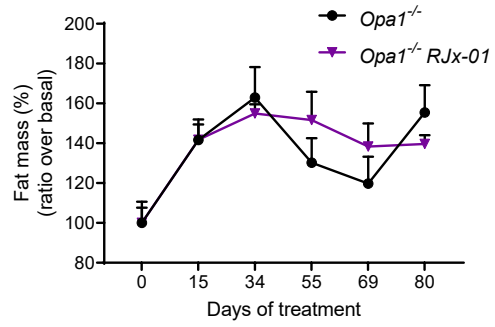 Opa1-/-
Opa1-/- RJx-01
Fat mass (%)
(ratio over basal)
200
180
160
140
120
100
80
0 15 34 55 69 80
Days of treatment